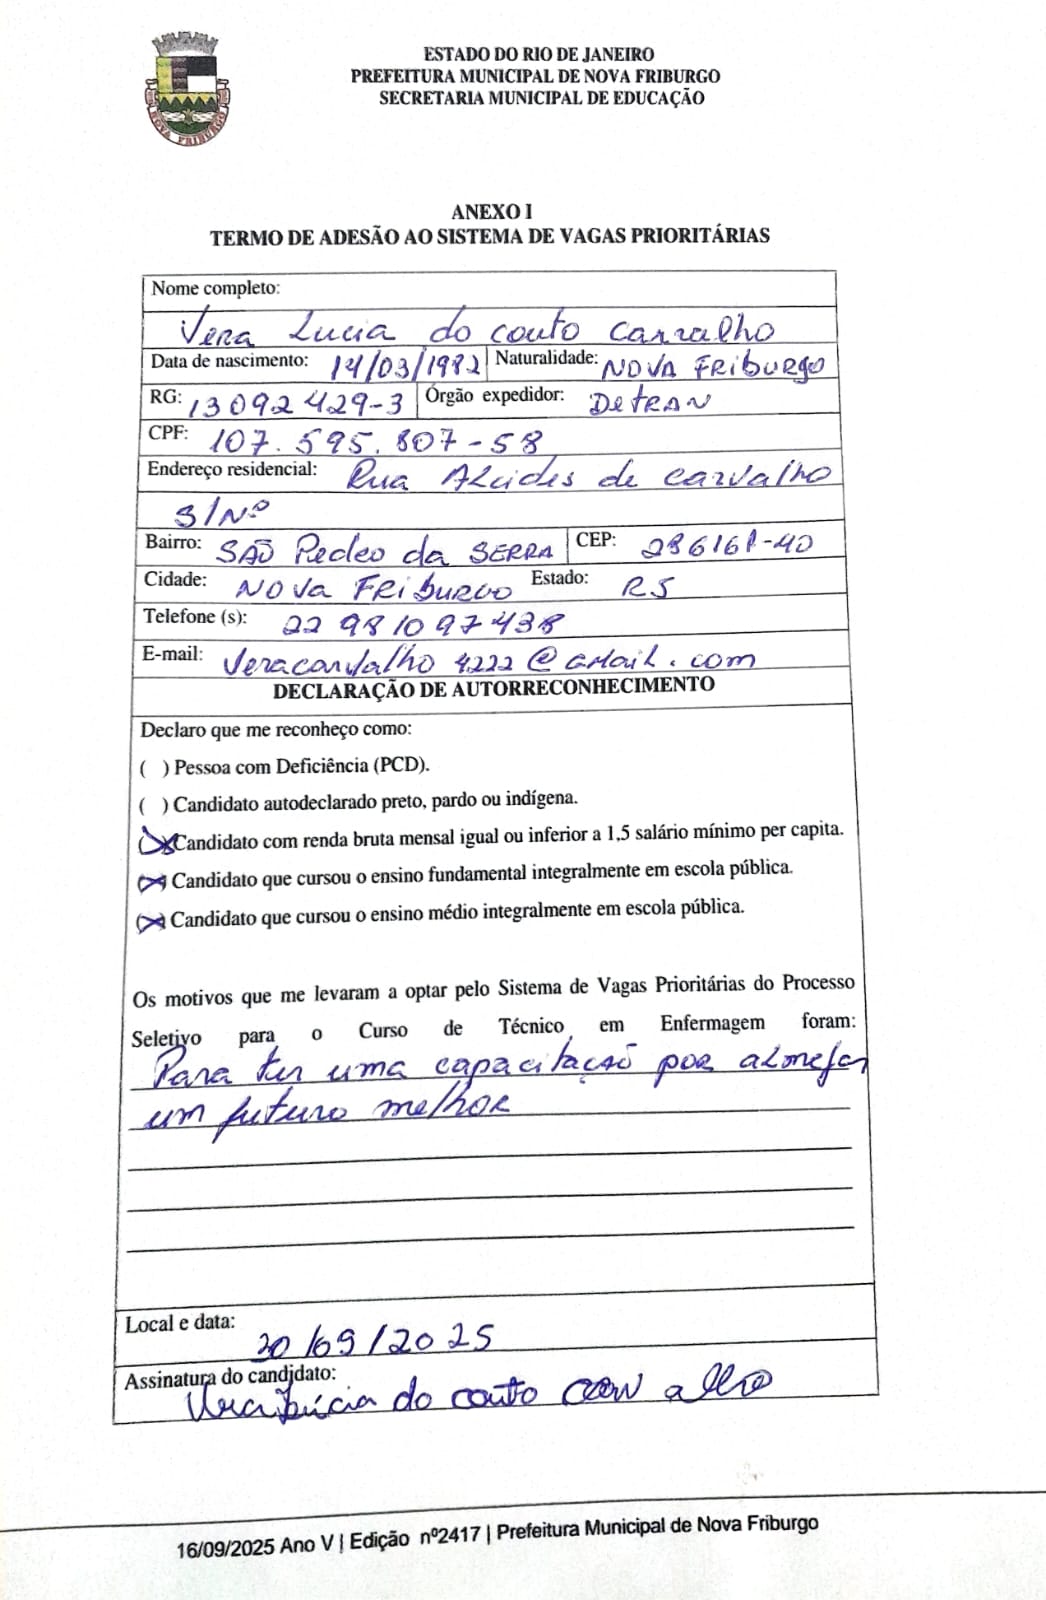 ESTADO DO RIO DE JANEIRO
PREFEITURA MUNICIPAL DE NOVA FRIBURGO
SECRETARIA MUNICIPAL DE EDUCAÇÃO
NOVA FRIBURGO
ANEXO I
TERMO DE ADESÃO AO SISTEMA DE VAGAS PRIORITÁRIAS
Nome completo:
Vera Lucia do couto carvalho
Data de nascimento: 14/03/1982 Naturalidade: NOVA FRiburgo
RG: 13092429-3 Órgão expedidor: DetRAN
CPF: 107.595.807-58
Endereço residencial: Rua Alcides de carvalho
S/Nº
Bairro: SAÕ Pedro da SERRA CEP: 286161-40
Cidade: NOVA FRiburgo Estado: RJ
Telefone (s): 22 981097438
E-mail: Veracarvalho4222@gmail.com
DECLARAÇÃO DE AUTORRECONHECIMENTO
Declaro que me reconheço como:
( ) Pessoa com Deficiência (PCD).
( ) Candidato autodeclarado preto, pardo ou indígena.
(X) Candidato com renda bruta mensal igual ou inferior a 1,5 salário mínimo per capita.
(X) Candidato que cursou o ensino fundamental integralmente em escola pública.
(X) Candidato que cursou o ensino médio integralmente em escola pública.
Os motivos que me levaram a optar pelo Sistema de Vagas Prioritárias do Processo
Seletivo para o Curso de Técnico em Enfermagem foram:
Para ter uma capacitação por almejar
um futuro melhor
Local e data:
20/09/2025
Assinatura do candidato:
Vera Lúcia do couto carvalho
16/09/2025 Ano V | Edição nº2417 | Prefeitura Municipal de Nova Friburgo